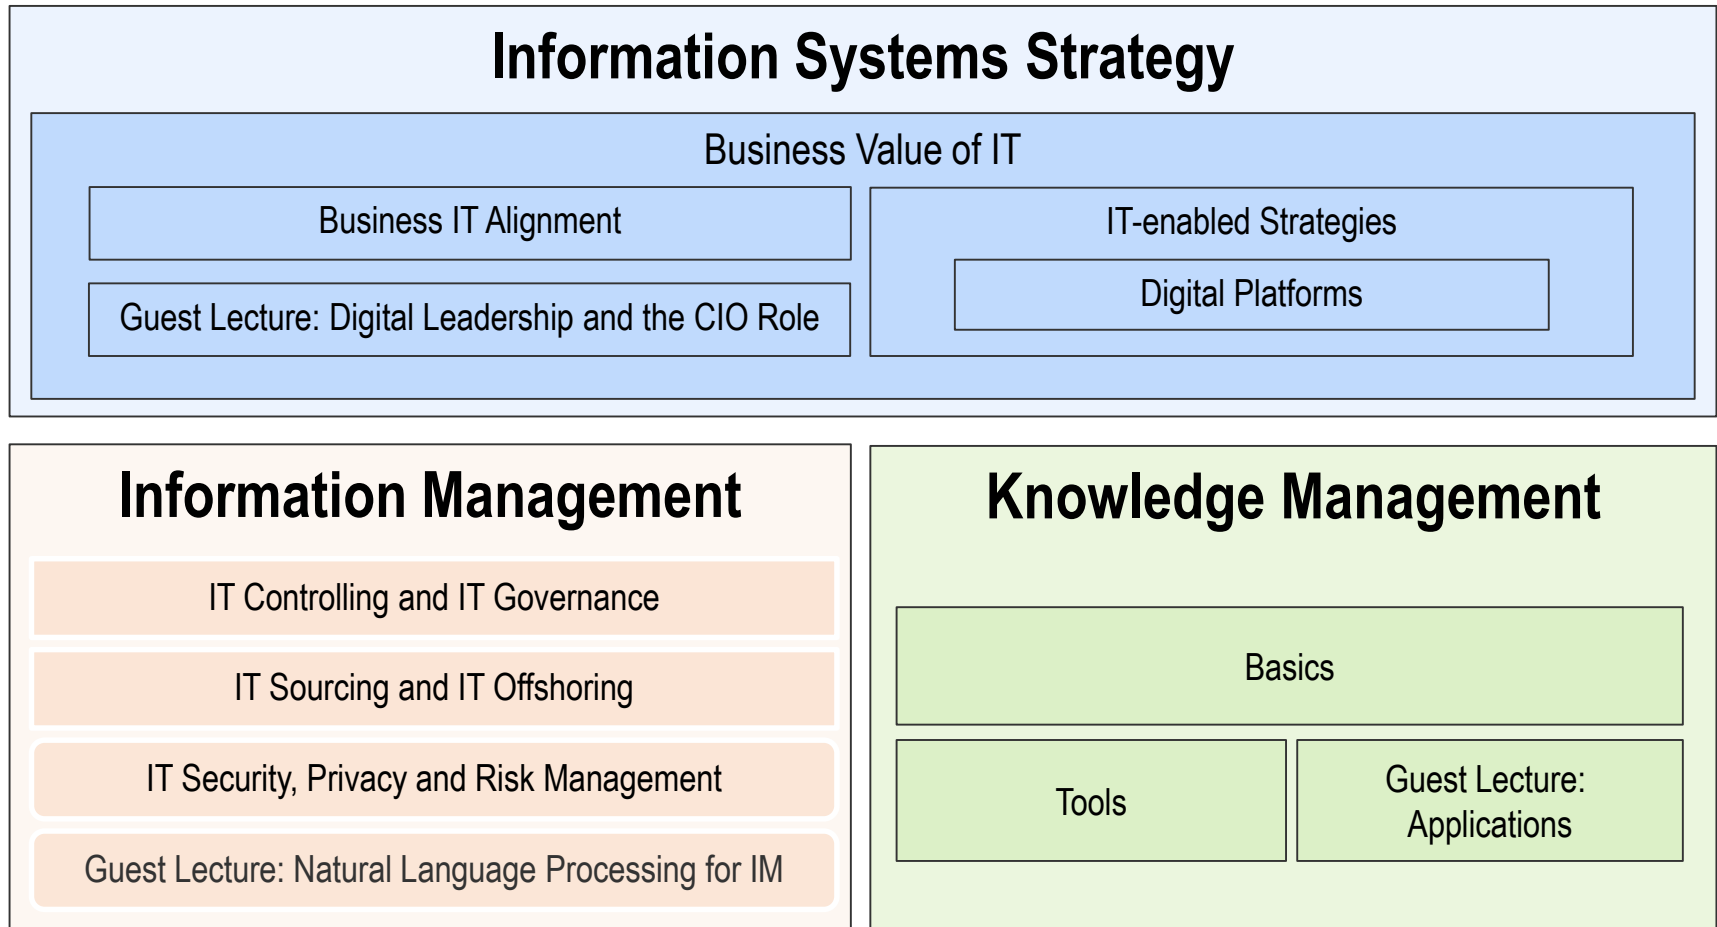 Information Systems Strategy
Business Value of IT
Business IT Alignment
Guest Lecture: Digital Leadership and the CIO Role
IT-enabled Strategies
Digital Platforms
Information Management
IT Controlling and IT Governance
IT Sourcing and IT Offshoring
IT Security, Privacy and Risk Management
Guest Lecture: Natural Language Processing for IM
Knowledge Management
Basics
Tools
Guest Lecture:
Applications